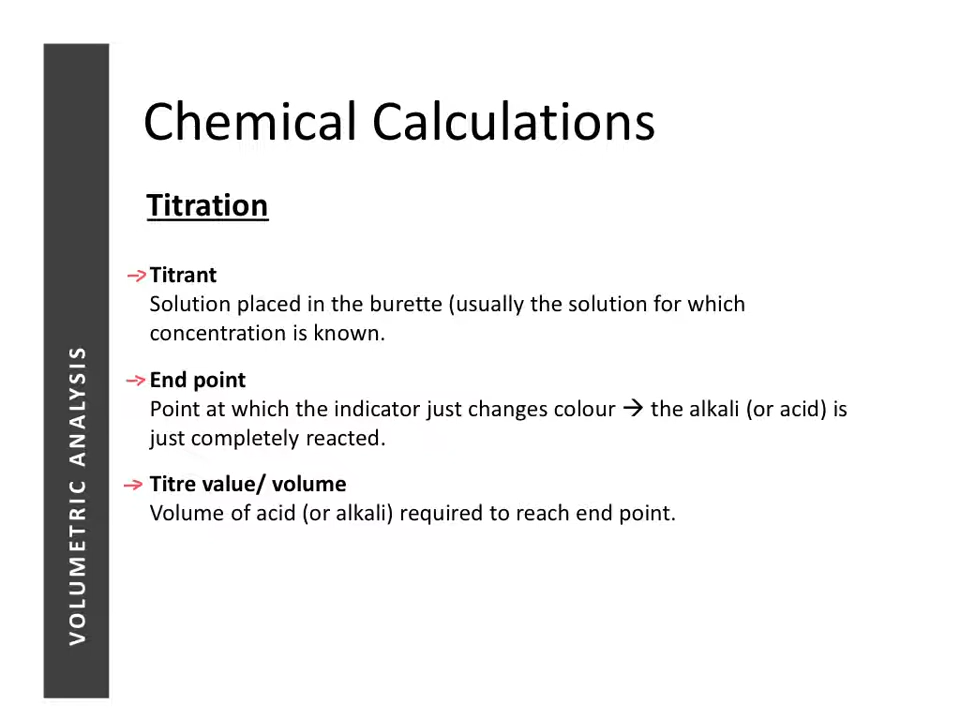 Chemical Calculations
Titration
Titrant
Solution placed in the burette (usually the solution for which
concentration is known.
End point
Point at which the indicator just changes colour → the alkali (or acid) is
just completely reacted.
Titre value/ volume
Volume of acid (or alkali) required to reach end point.
VOLUMETRIC ANALYSIS